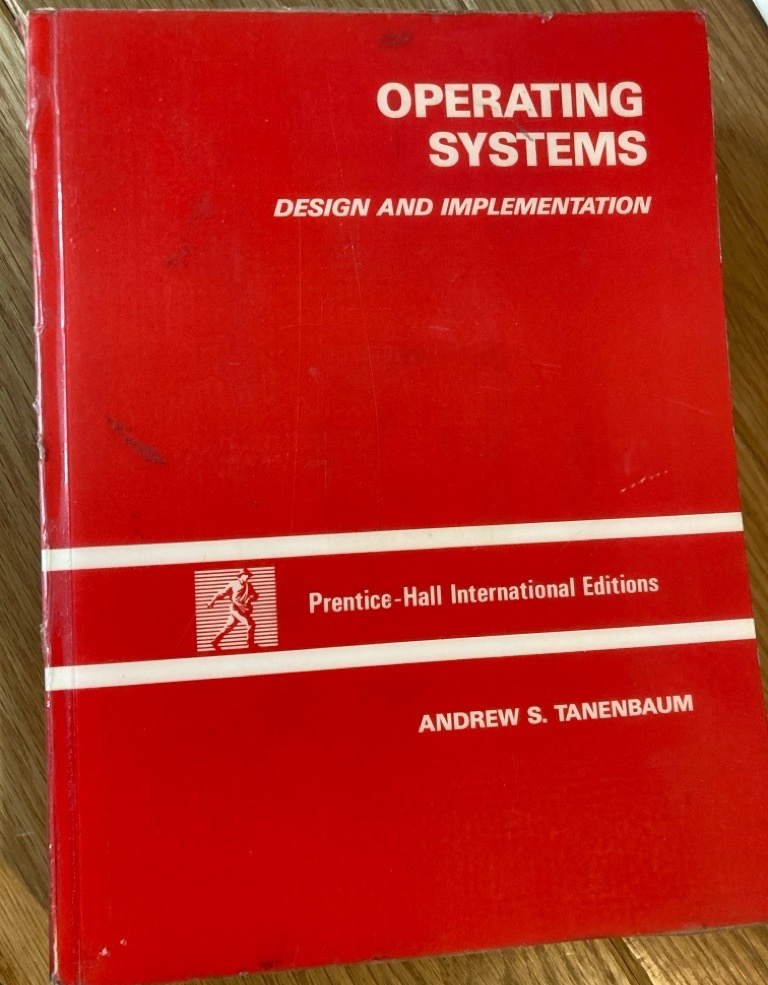 OPERATING
SYSTEMS
DESIGN AND IMPLEMENTATION
Prentice-Hall International Editions
ANDREW S. TANENBAUM